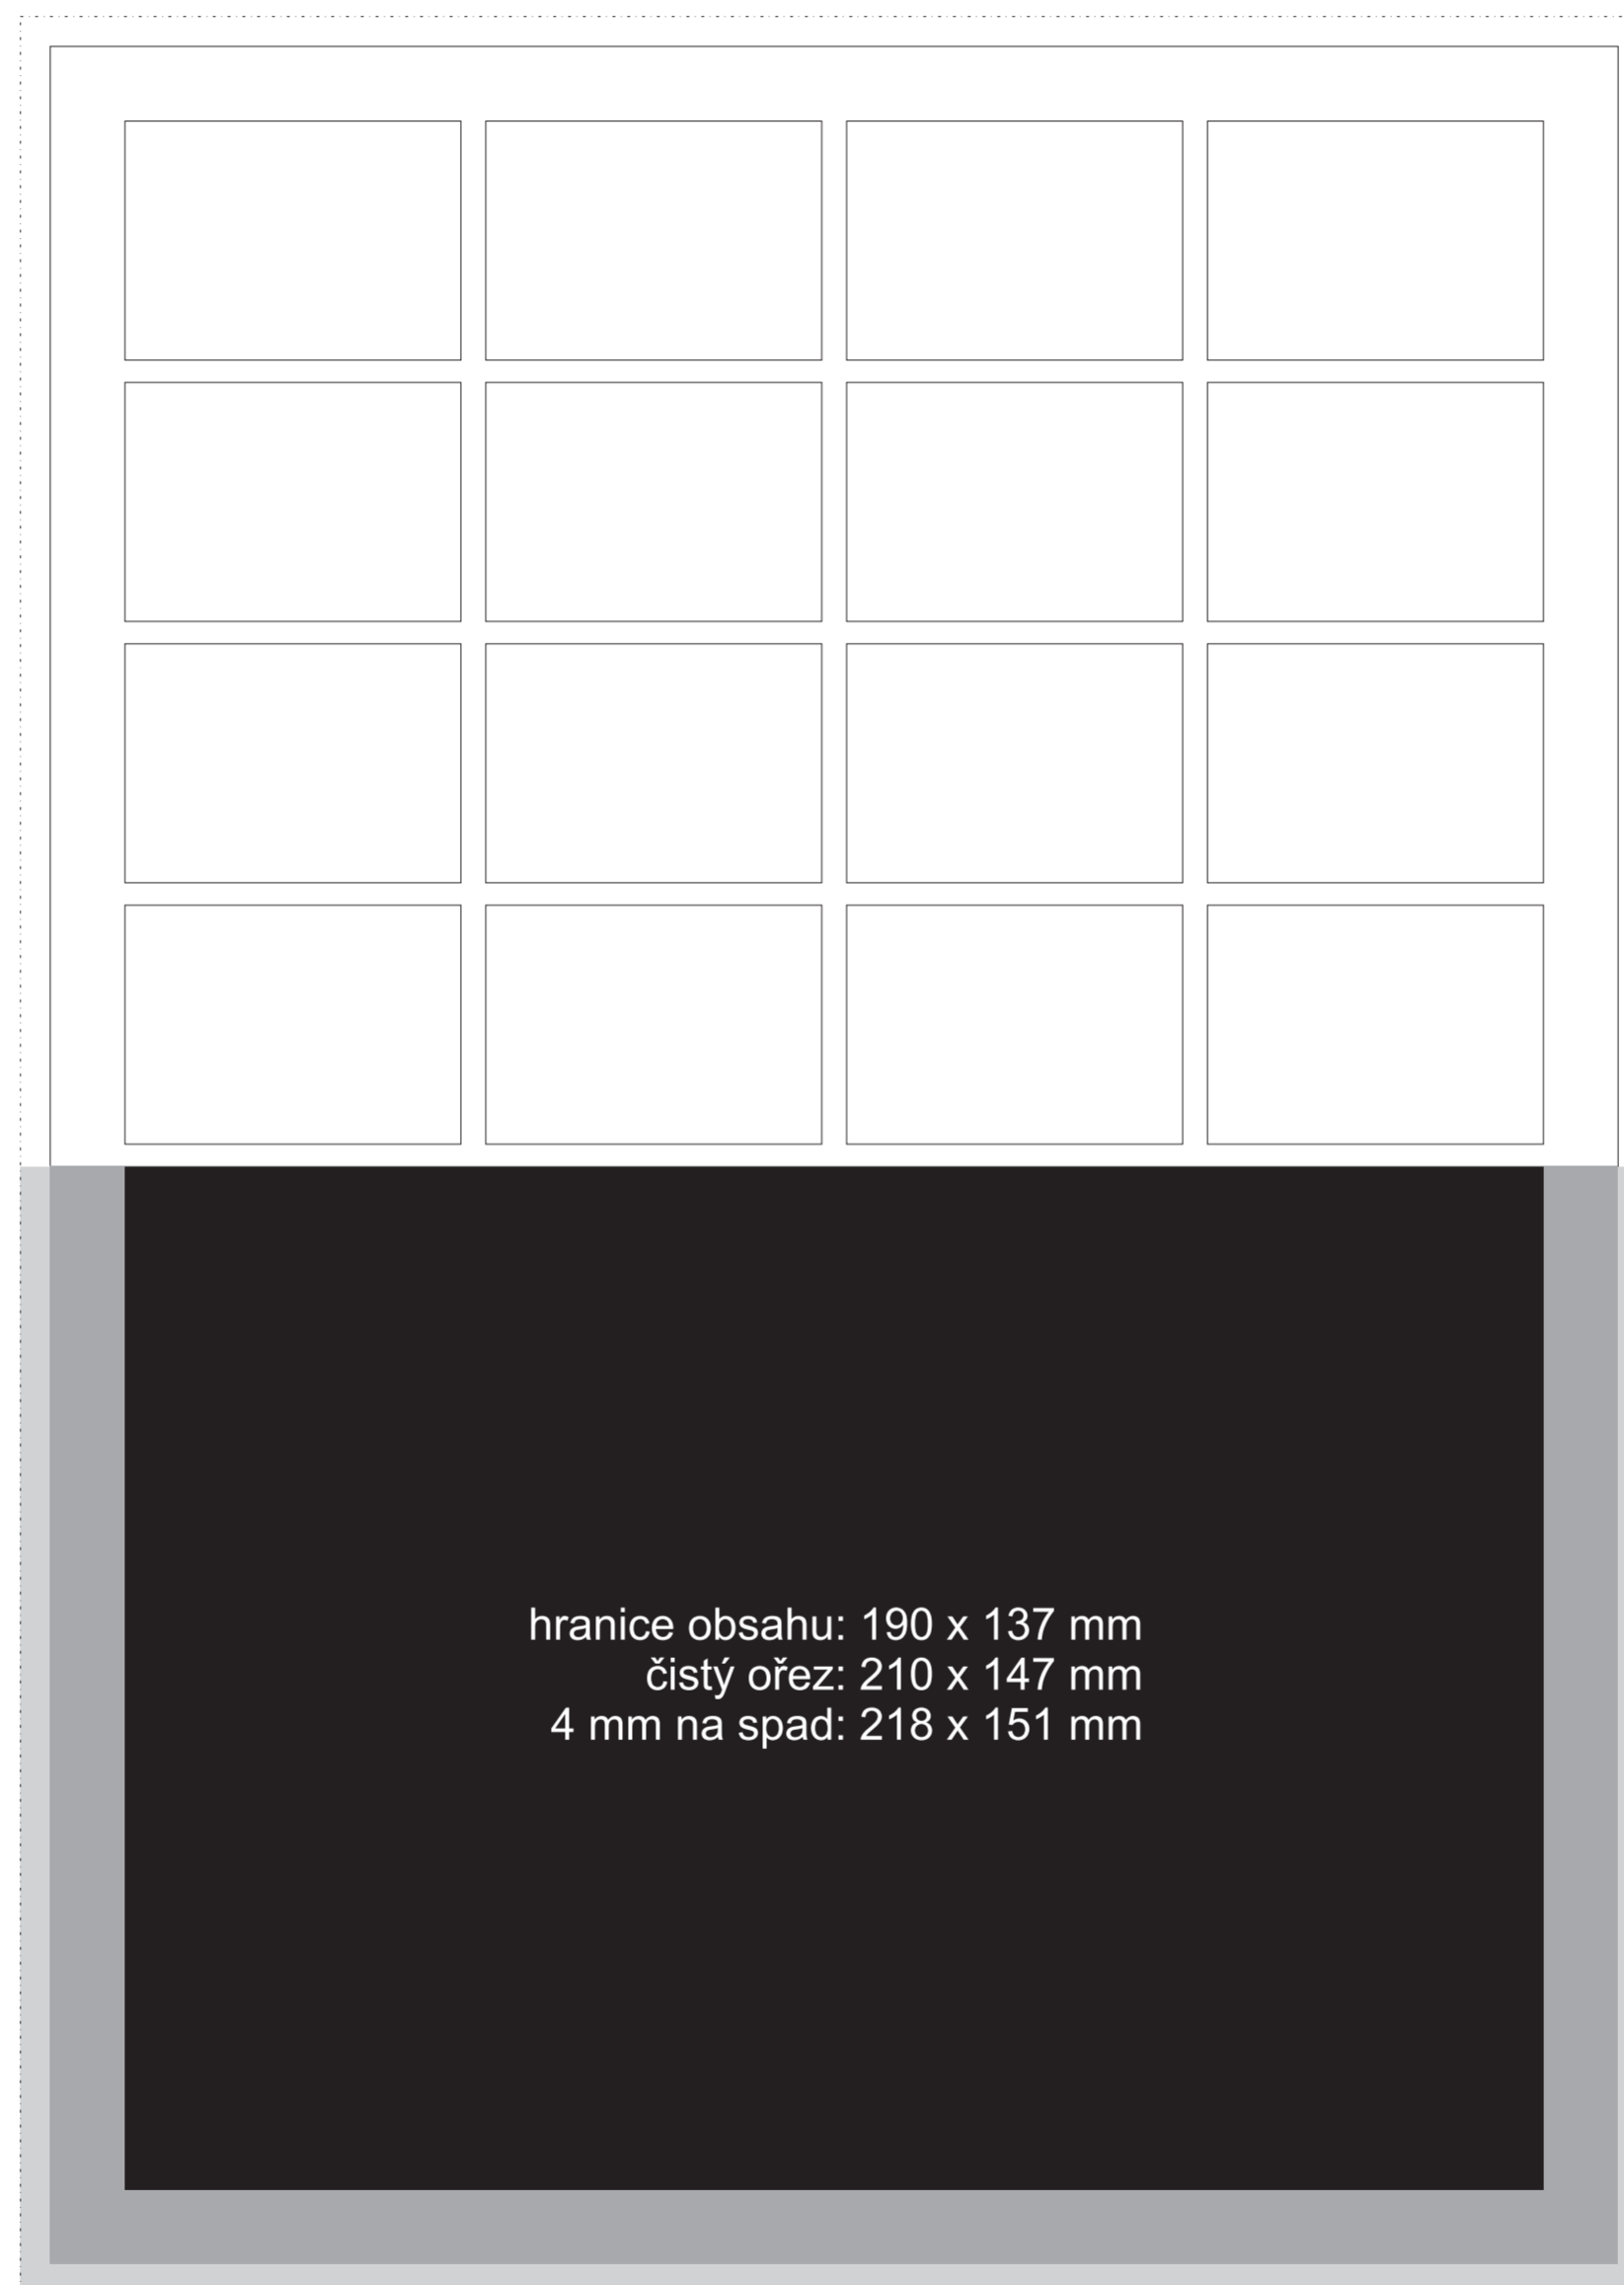 hranice obsahu: 190 x 137 mm
čistý ořez: 210 x 147 mm
4 mm na spad: 218 x 151 mm